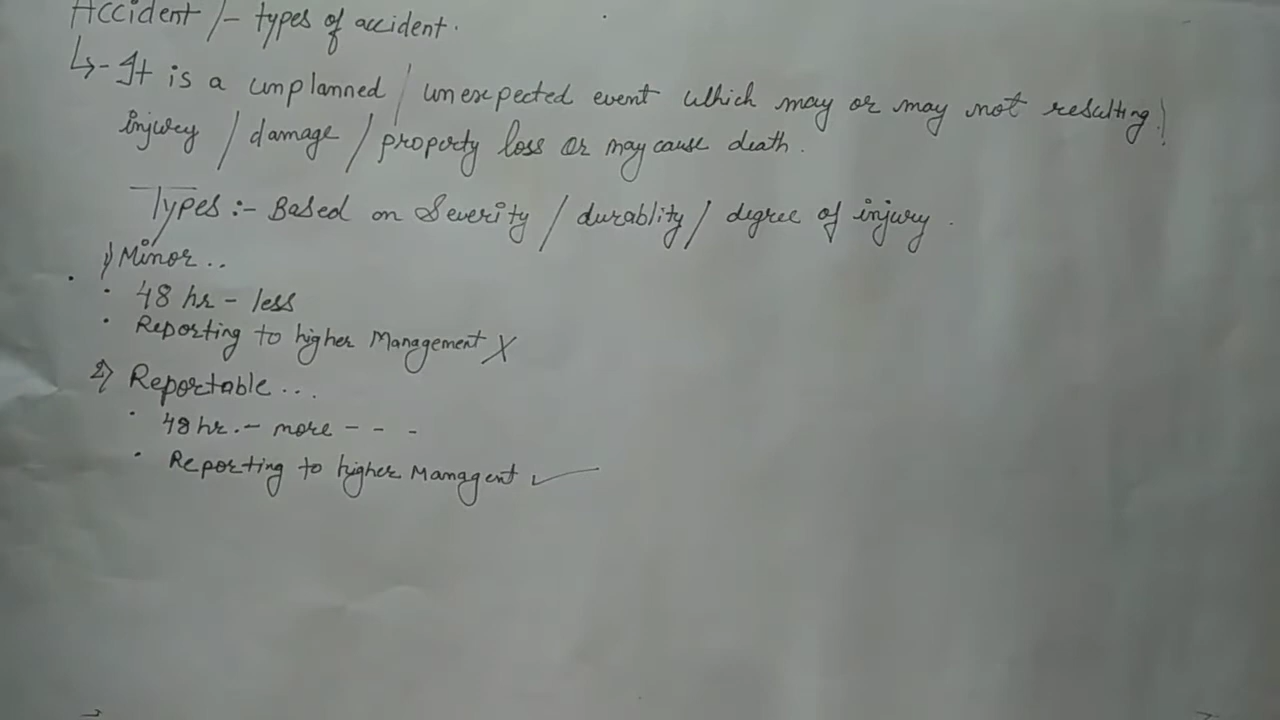 Accident /- types of accident.
↳- It is a unplanned / unexpected event which may or may not resulting /
injury / damage / property loss or may cause death.
Types :- Based on Severity / durablity / degree of injury.
1) Minor..
• 48 hr - less
• Reporting to higher Management X
2) Reportable ...
• 48 hr. - more - - -
• Reporting to higher Managent ✓